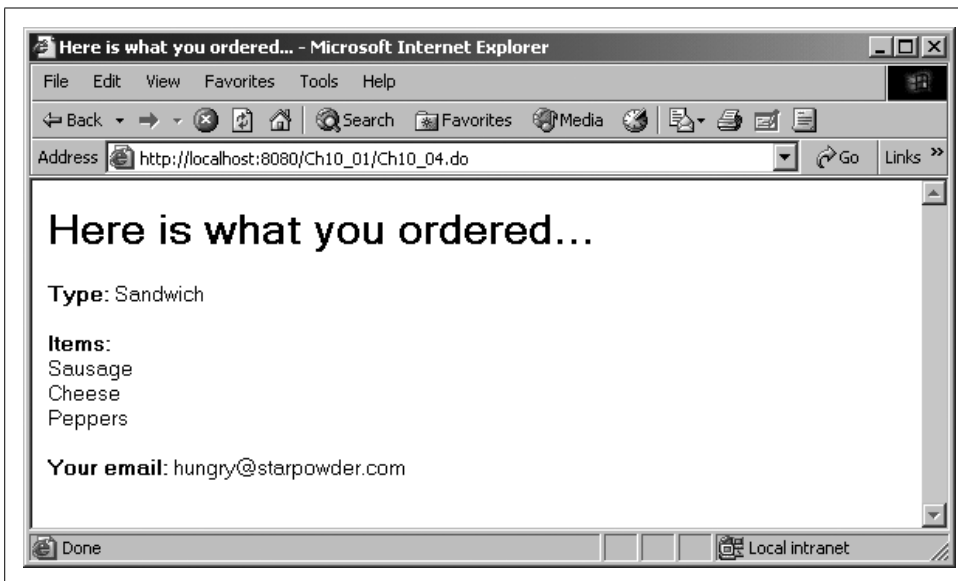 Here is what you ordered... - Microsoft Internet Explorer
File Edit View Favorites Tools Help
Back Search Favorites Media
Address http://localhost:8080/Ch10_01/Ch10_04.do Go Links »
Here is what you ordered...
Type: Sandwich
Items:
Sausage
Cheese
Peppers
Your email: hungry@starpowder.com
Done Local intranet